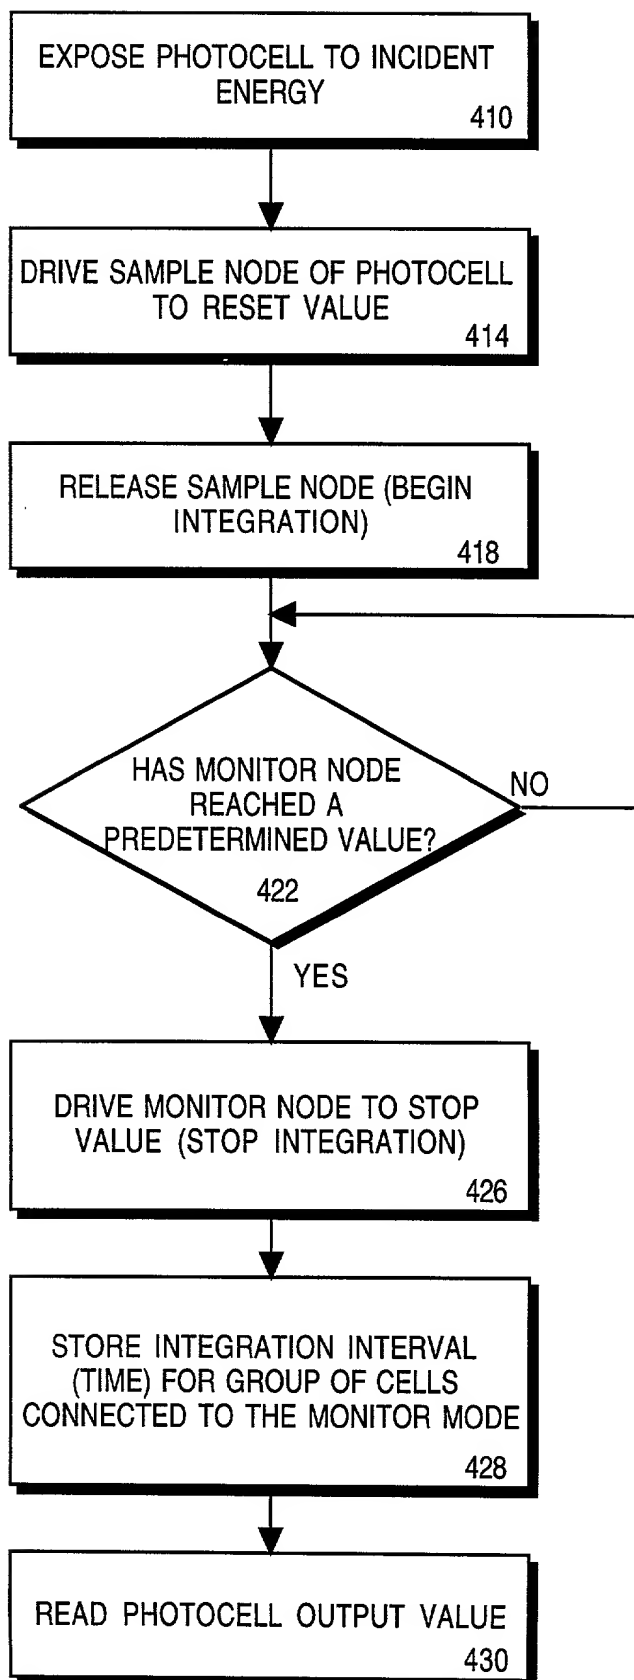 EXPOSE PHOTOCELL TO INCIDENT
ENERGY
410
DRIVE SAMPLE NODE OF PHOTOCELL
TO RESET VALUE
414
RELEASE SAMPLE NODE (BEGIN
INTEGRATION)
418
HAS MONITOR NODE
REACHED A
PREDETERMINED VALUE?
422
NO
YES
DRIVE MONITOR NODE TO STOP
VALUE (STOP INTEGRATION)
426
STORE INTEGRATION INTERVAL
(TIME) FOR GROUP OF CELLS
CONNECTED TO THE MONITOR MODE
428
READ PHOTOCELL OUTPUT VALUE
430